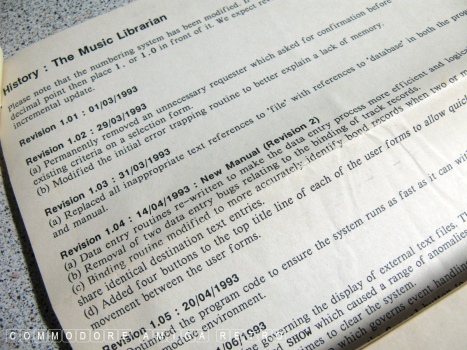 History : The Music Librarian
Please note that the numbering system has been modified.
decimal point then place 1. or 1.0 in front of it. We expect
incremental update.
Revision 1.01 : 01/03/1993
(a) Permanently removed an unnecessary requester which asked for confirmation before
existing criteria on a selection form.
(b) Modified the initial error trapping routine to better explain a lack of memory.
Revision 1.02 : 29/03/1993
Revision 1.03 : 31/03/1993
(a) Replaced all inappropriate text references to 'file' with references to 'database' in both the
and manual.
Revision 1.04 : 14/04/1993 : New Manual (Revision 2)
(a) Data entry routines re-written to make the data entry process more efficient and
(b) Removal of two data entry bugs relating to the binding of track records.
(c) Binding routine modified to more accurately identify bond records when two or
share identical destination text entries.
(d) Added four buttons to the top title line of each of the user forms to allow
movement between the user forms.
Revision 1.05 : 20/04/1993
the program code to ensure the system runs as fast as it can
environment.
/06/1993
governing the display of external text files.
SHOW which caused a range of anomalies
times to clear the system.
which governs event
COMMODORE AMIGA RETRO